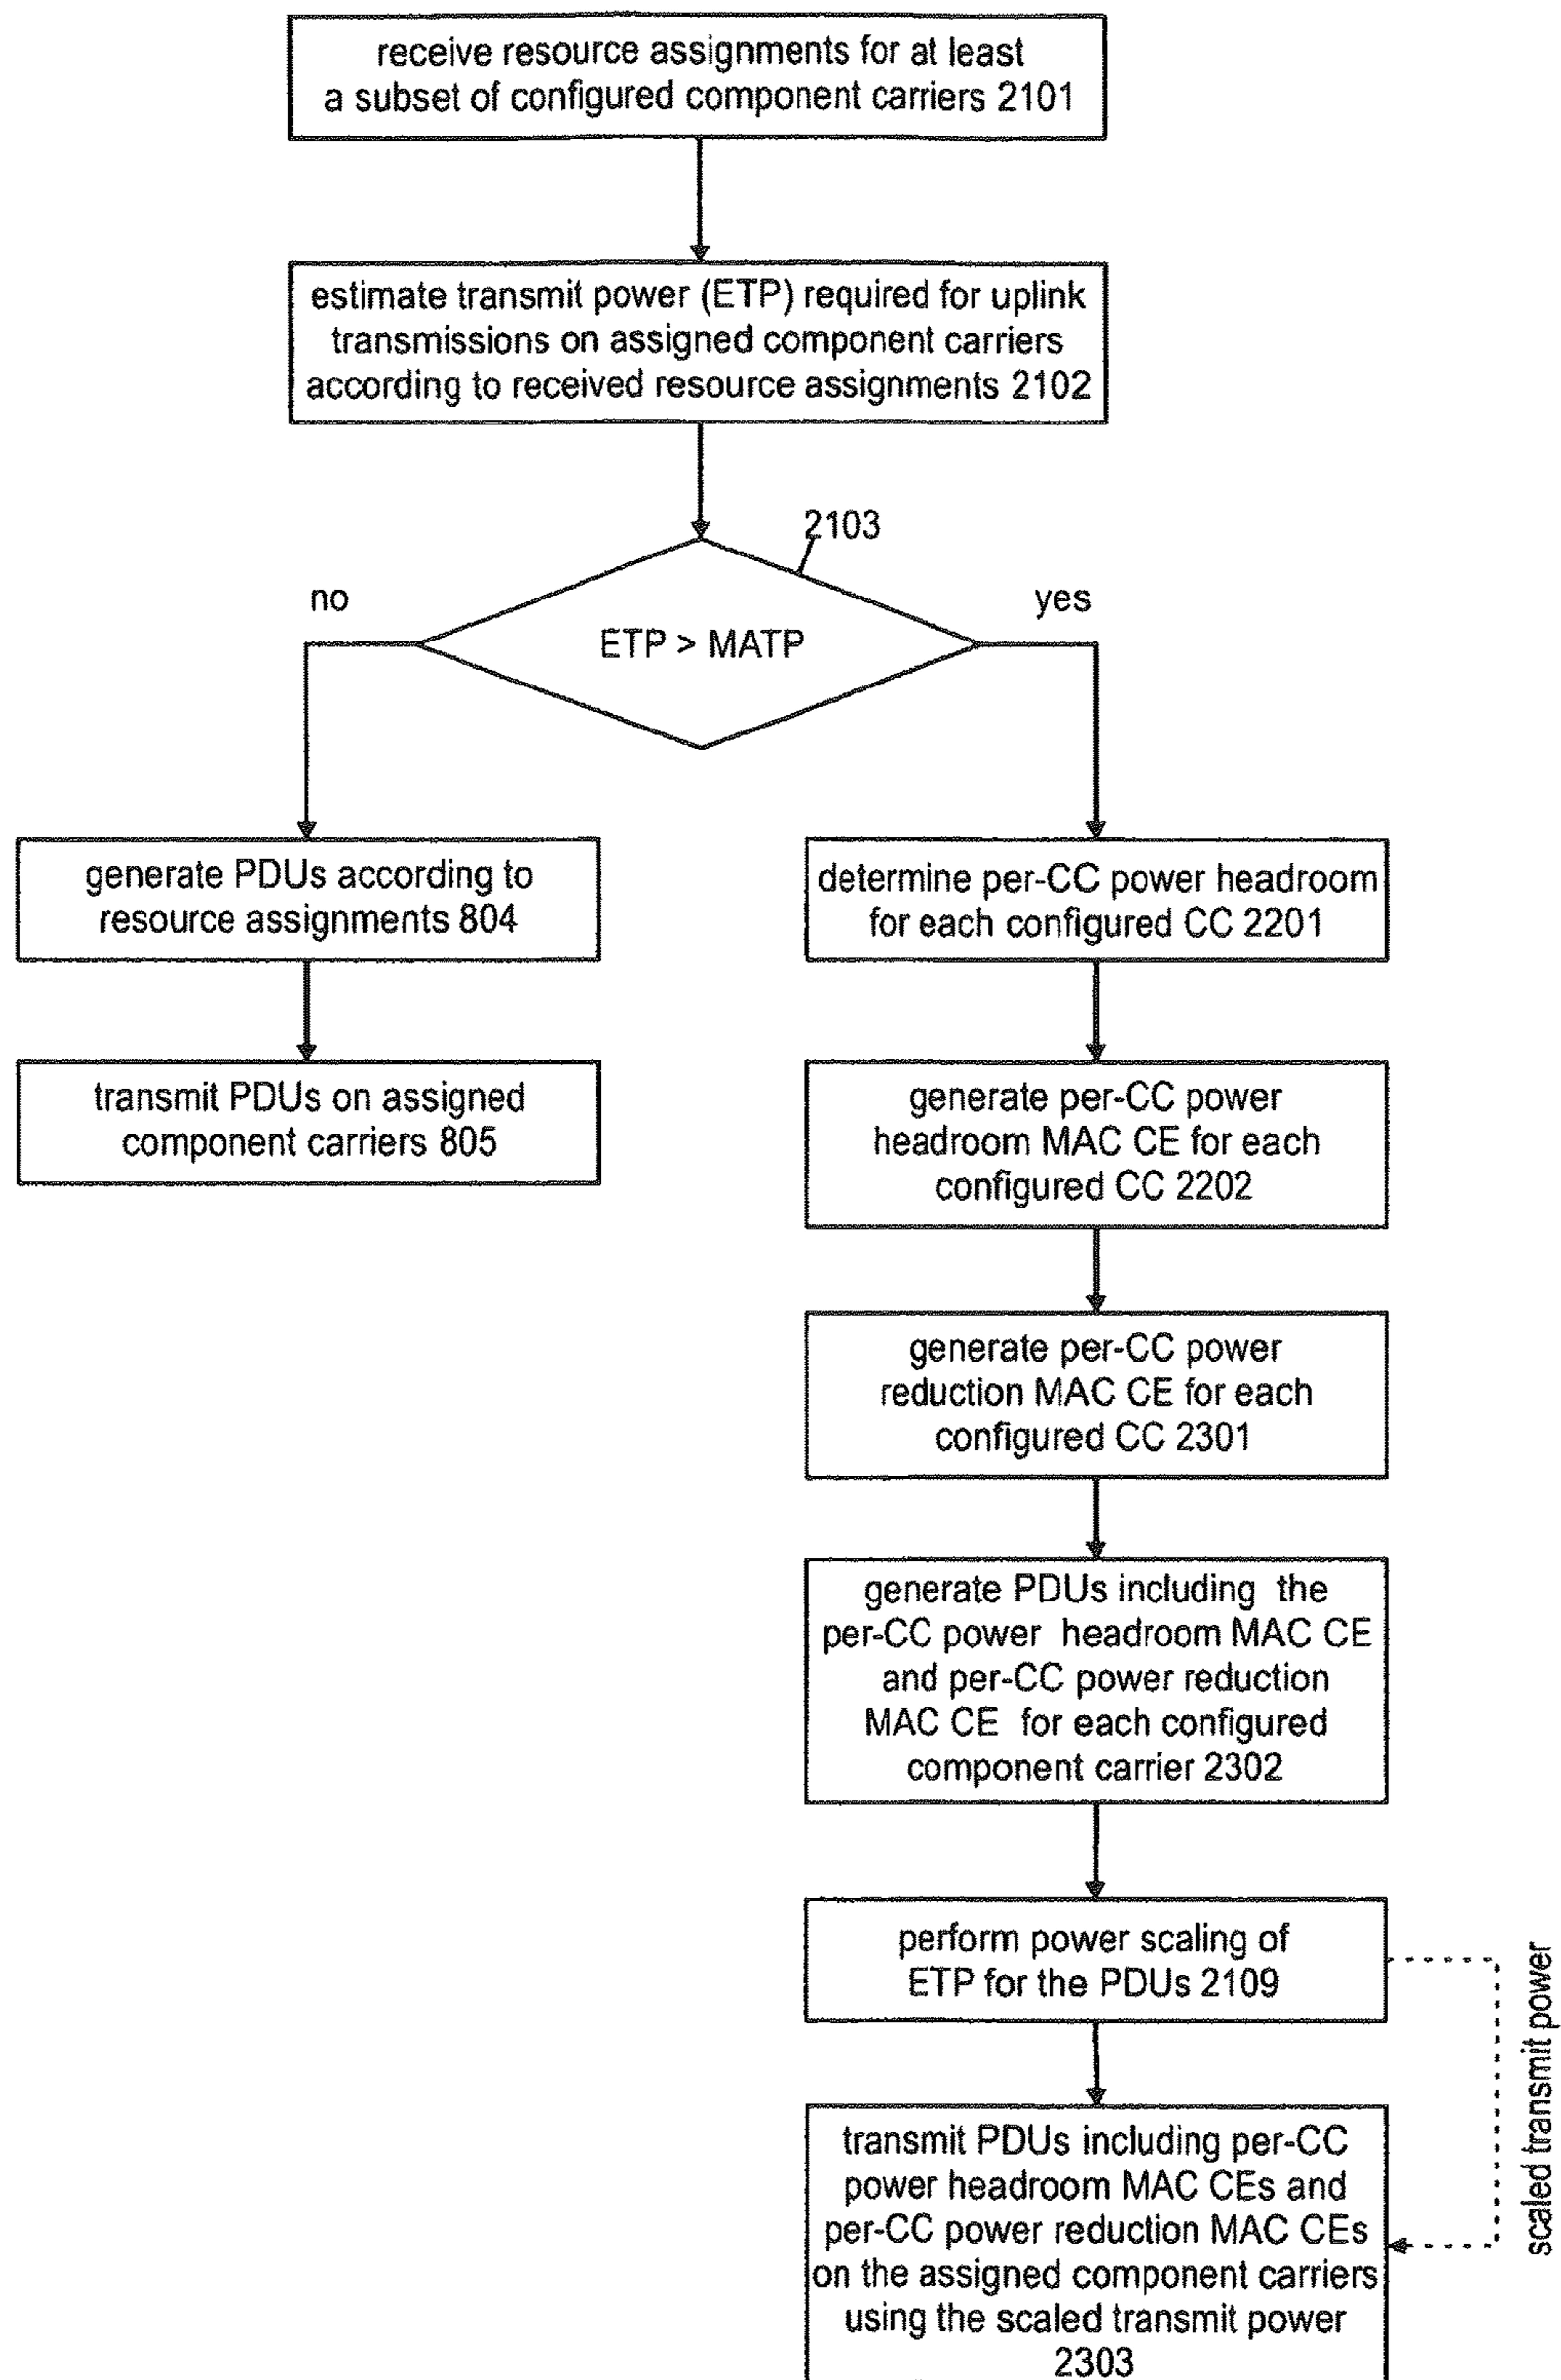 receive resource assignments for at least
a subset of configured component carriers 2101
estimate transmit power (ETP) required for uplink
transmissions on assigned component carriers
according to received resource assignments 2102
2103
no
yes
ETP > MATP
generate PDUs according to
resource assignments 804
transmit PDUs on assigned
component carriers 805
determine per-CC power headroom
for each configured CC 2201
generate per-CC power
headroom MAC CE for each
configured CC 2202
generate per-CC power
reduction MAC CE for each
configured CC 2301
generate PDUs including the
per-CC power headroom MAC CE
and per-CC power reduction
MAC CE for each configured
component carrier 2302
perform power scaling of
ETP for the PDUs 2109
scaled transmit power
transmit PDUs including per-CC
power headroom MAC CEs and
per-CC power reduction MAC CEs
on the assigned component carriers
using the scaled transmit power
2303